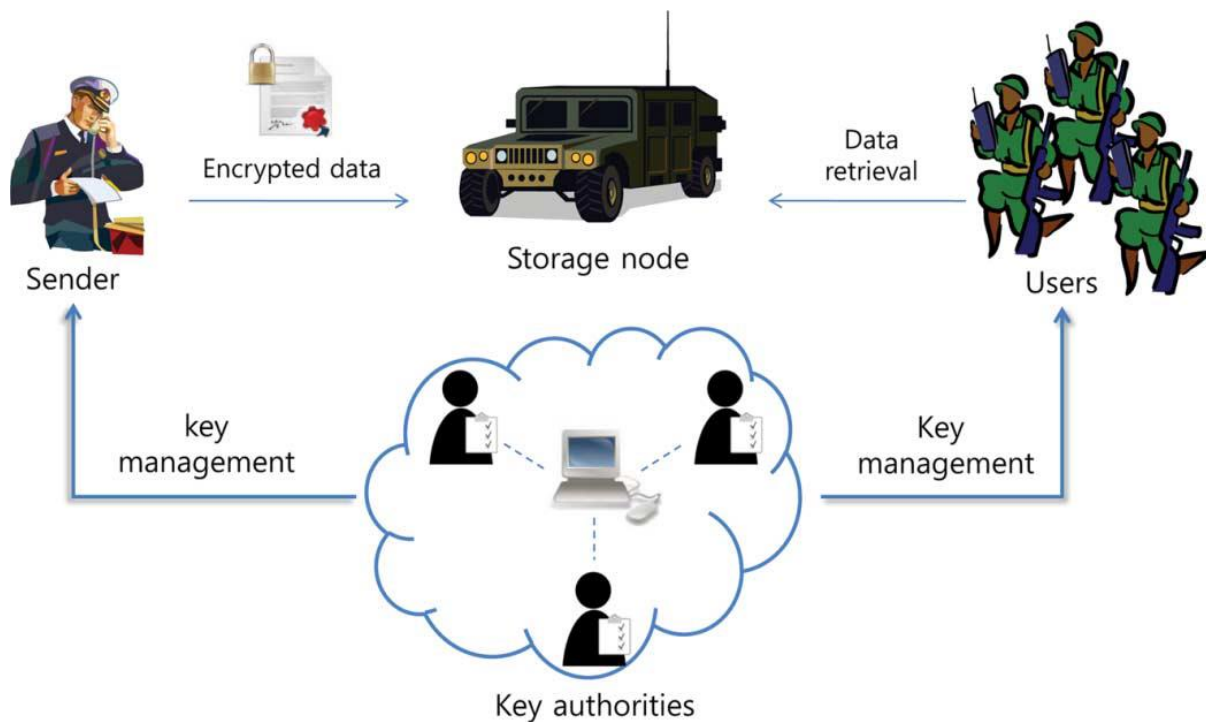 Encrypted data
Data
retrieval
Storage node
Sender
Users
key
management
Key
management
Key authorities